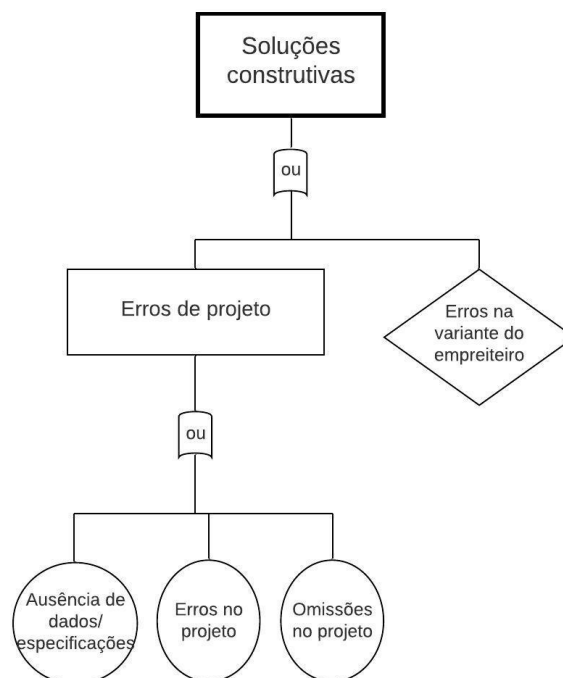 Soluções
construtivas
ou
Erros de projeto
Erros na
variante do
empreiteiro
ou
Ausência de
dados/
especificações
Erros no
projeto
Omissões
no projeto